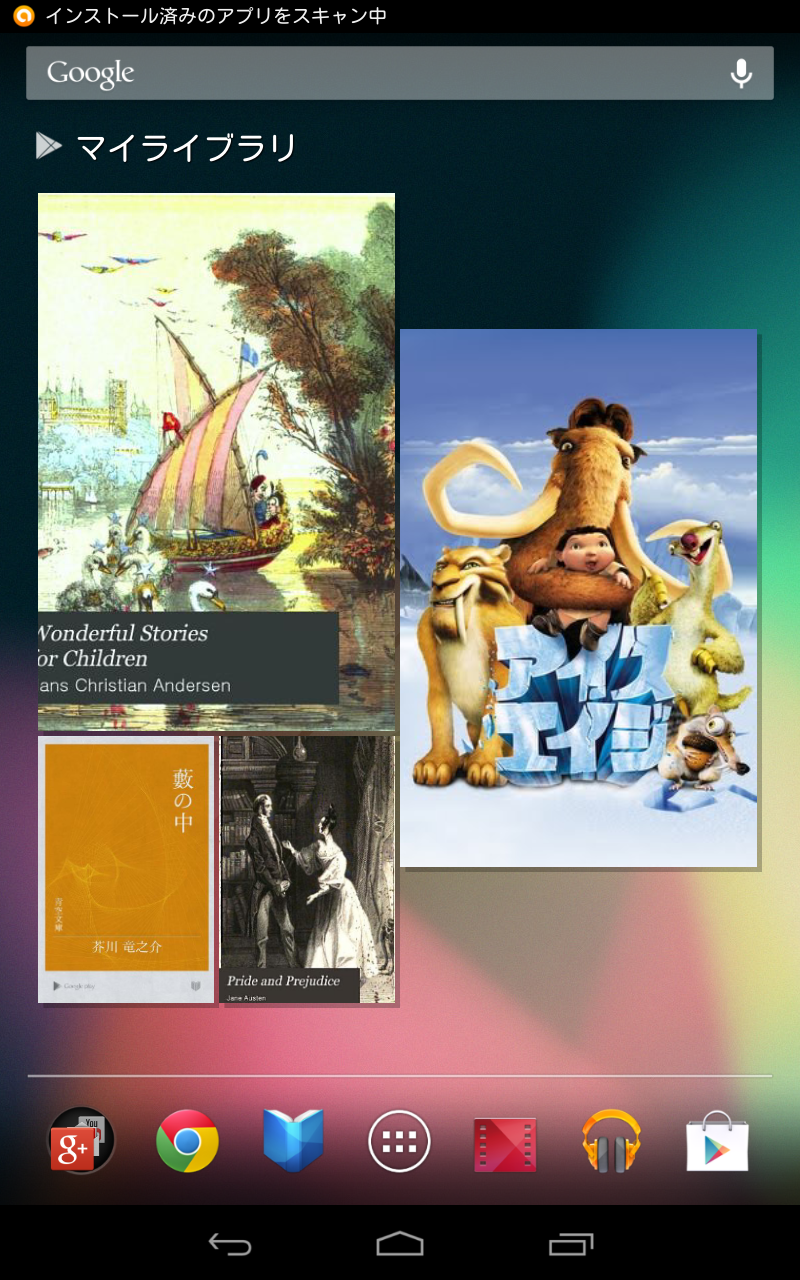 インストール済みのアプリをスキャン中
Google
マイライブラリ
Wonderful Stories
for Children
ans Christian Andersen
アイス
エイジ
藪の中
青空文庫
芥川 竜之介
Google play
Pride and Prejudice
Jane Austen
You
g+